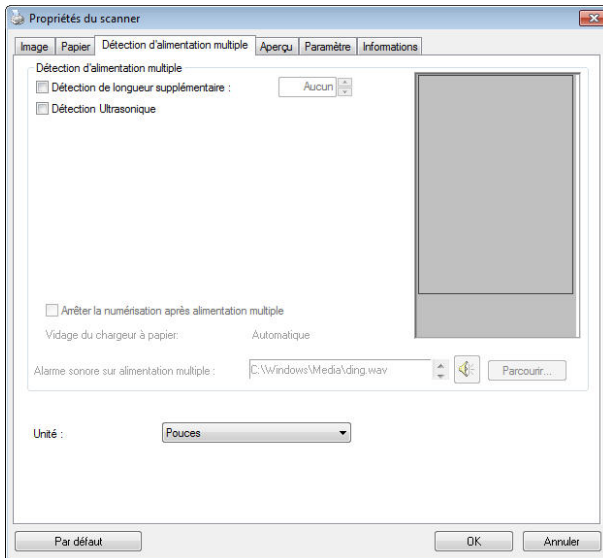 Propriétés du scanner
Image Papier Détection d'alimentation multiple Aperçu Paramètre Informations
Détection d'alimentation multiple
Détection de longueur supplémentaire : Aucun
Détection Ultrasonique
Arrêter la numérisation après alimentation multiple
Vidage du chargeur à papier: Automatique
Alarme sonore sur alimentation multiple : C:\Windows\Media\ding.wav Parcourir...
Unité : Pouces
Par défaut OK Annuler